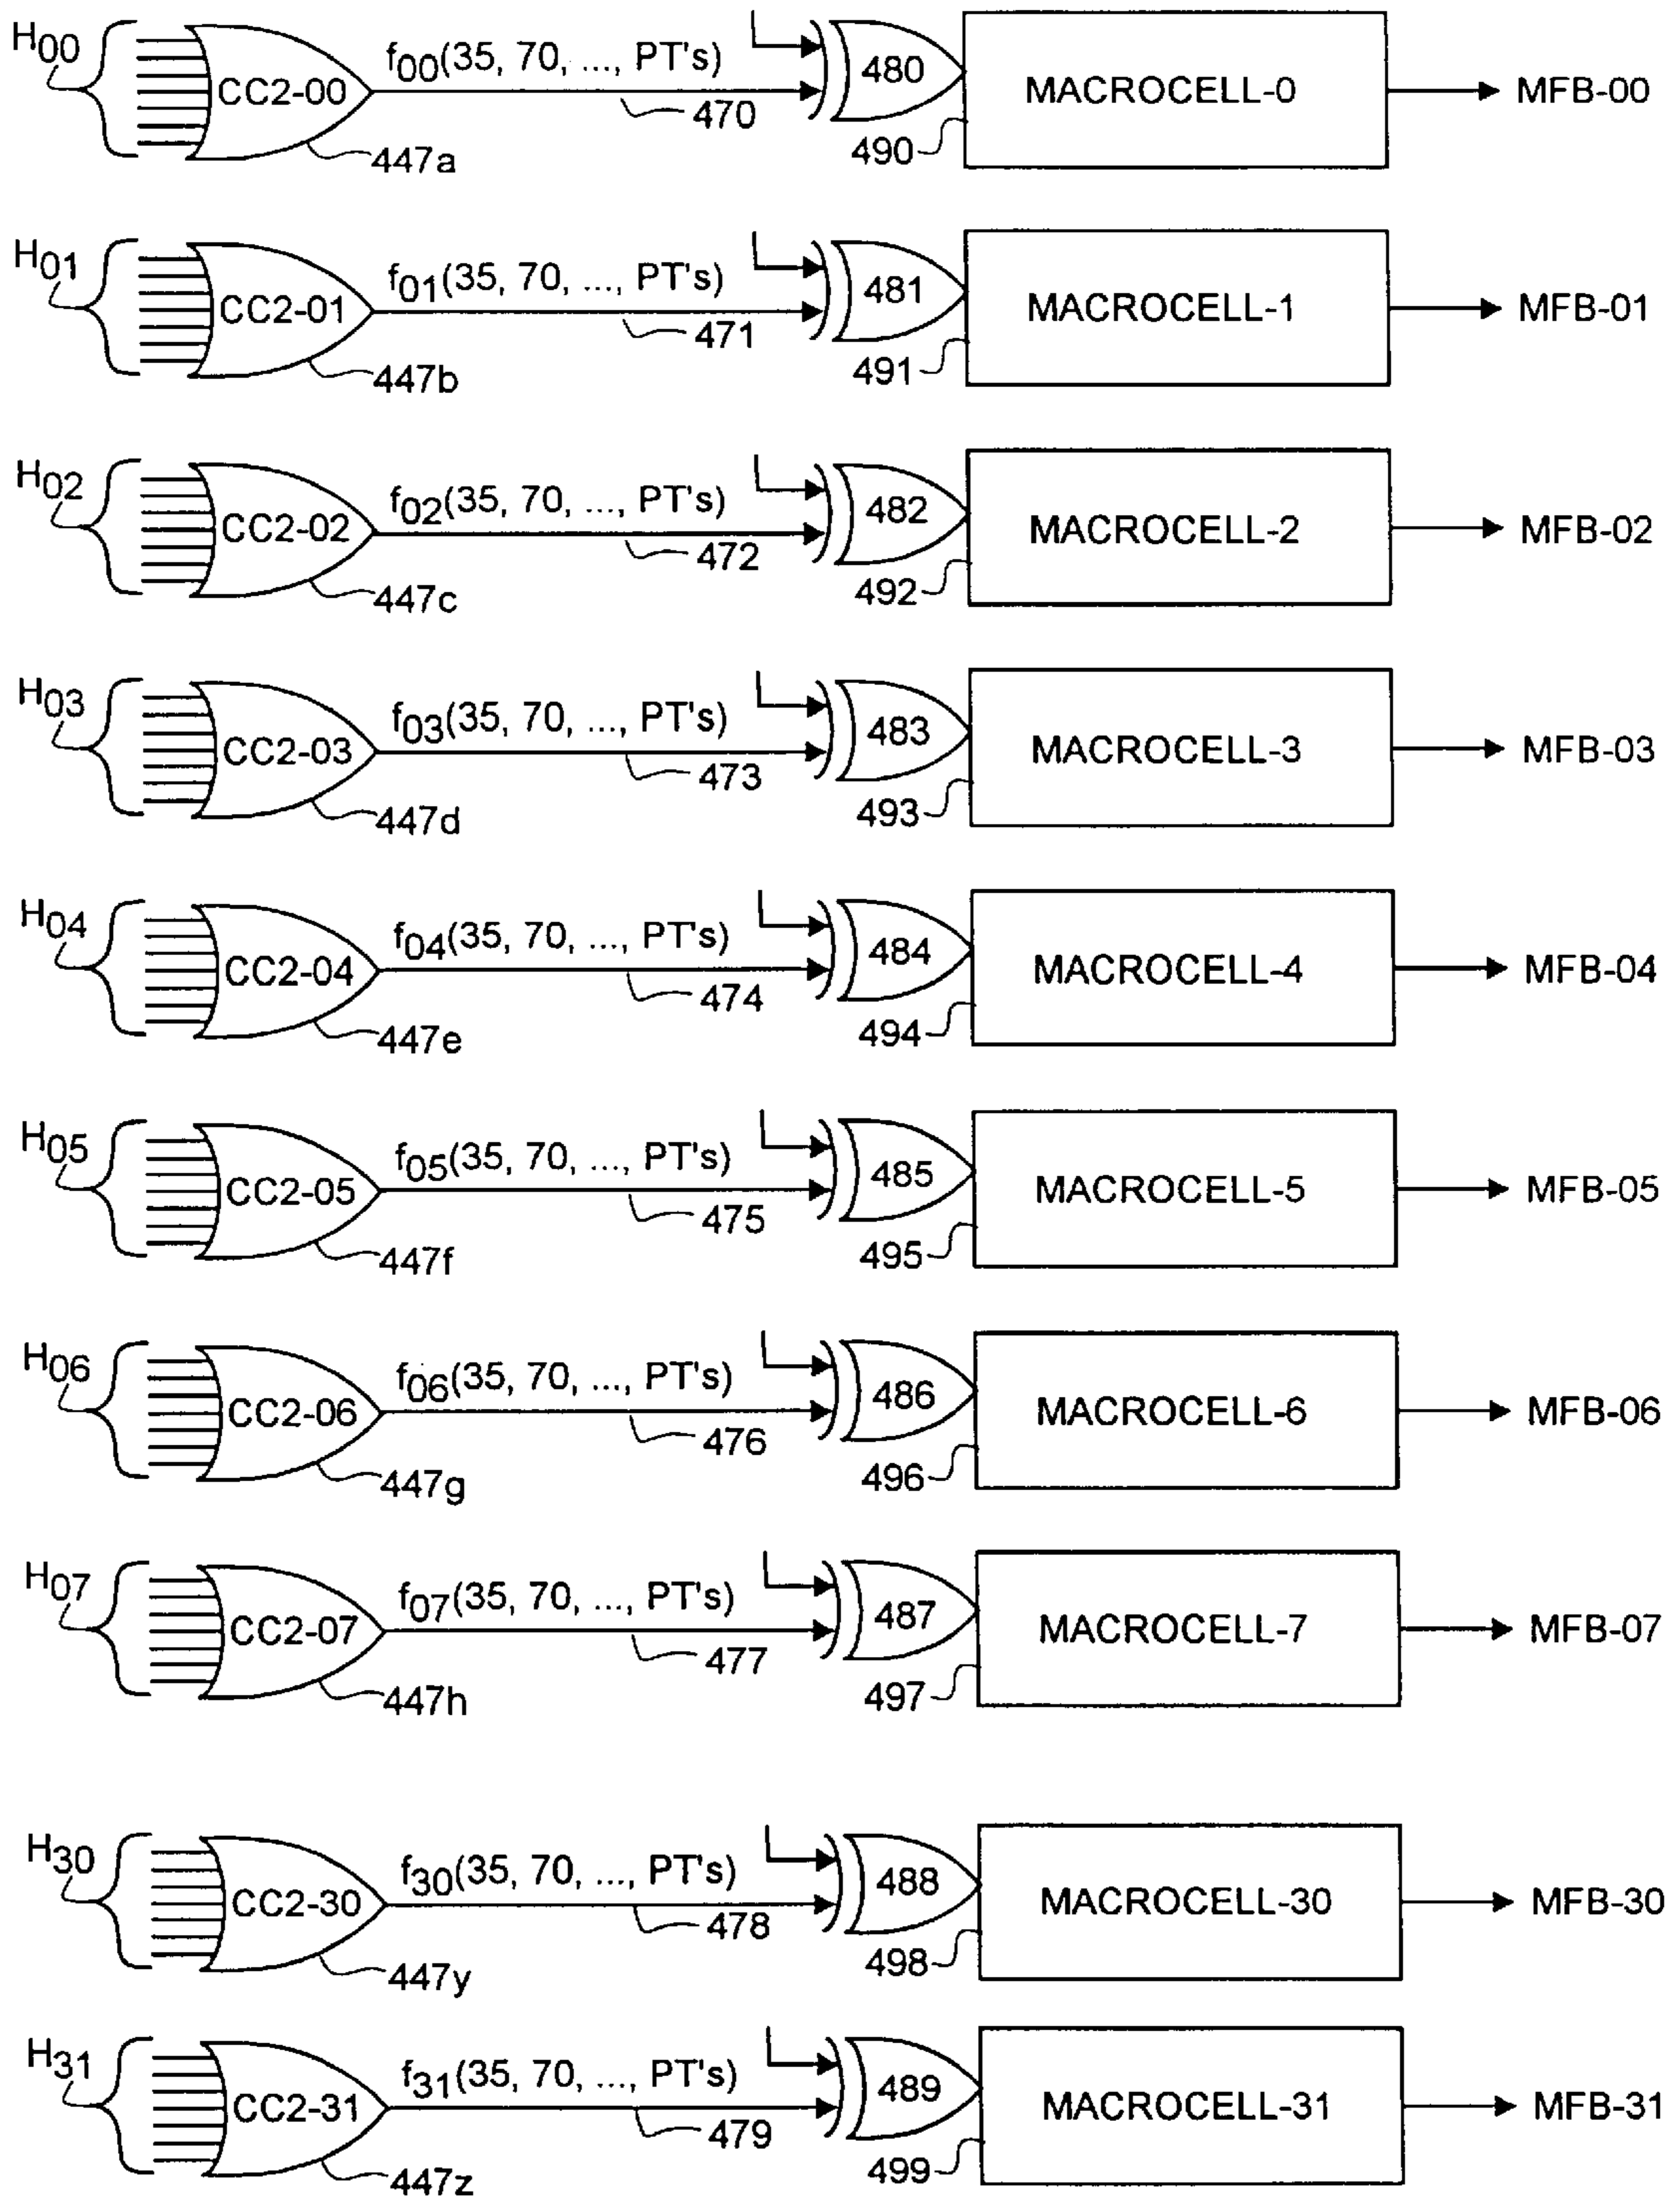 H00 CC2-00 f00(35, 70, ..., PT's) 480 MACROCELL-0 MFB-00
447a 470 490
H01 CC2-01 f01(35, 70, ..., PT's) 481 MACROCELL-1 MFB-01
447b 471 491
H02 CC2-02 f02(35, 70, ..., PT's) 482 MACROCELL-2 MFB-02
447c 472 492
H03 CC2-03 f03(35, 70, ..., PT's) 483 MACROCELL-3 MFB-03
447d 473 493
H04 CC2-04 f04(35, 70, ..., PT's) 484 MACROCELL-4 MFB-04
447e 474 494
H05 CC2-05 f05(35, 70, ..., PT's) 485 MACROCELL-5 MFB-05
447f 475 495
H06 CC2-06 f06(35, 70, ..., PT's) 486 MACROCELL-6 MFB-06
447g 476 496
H07 CC2-07 f07(35, 70, ..., PT's) 487 MACROCELL-7 MFB-07
447h 477 497
H30 CC2-30 f30(35, 70, ..., PT's) 488 MACROCELL-30 MFB-30
447y 478 498
H31 CC2-31 f31(35, 70, ..., PT's) 489 MACROCELL-31 MFB-31
447z 479 499